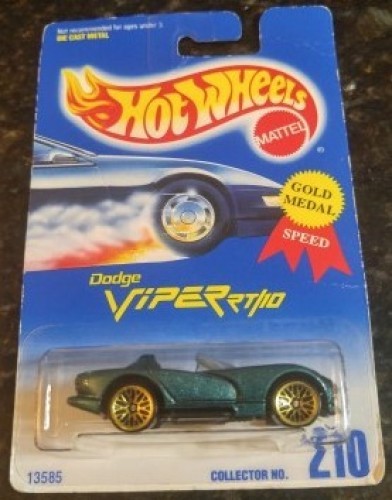 Not recommended for ages under 3
DIE CAST METAL
HOT WHEELS
MATTEL
®
GOLD
MEDAL
SPEED
Dodge
VIPER RT/10
13585
COLLECTOR NO.
210